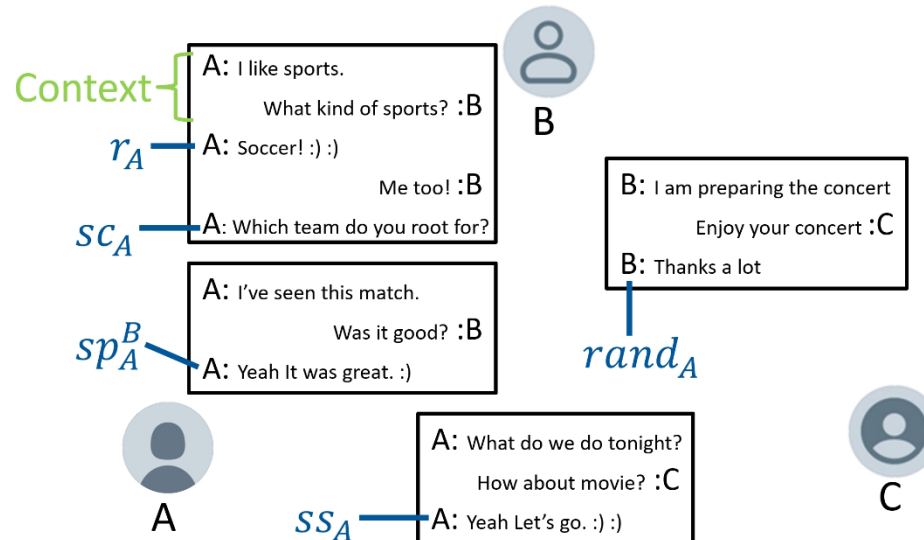 Context
A: I like sports.
What kind of sports? :B
r_A
A: Soccer! :) :)
Me too! :B
sc_A
A: Which team do you root for?
B
B: I am preparing the concert
Enjoy your concert :C
B: Thanks a lot
rand_A
A: I've seen this match.
Was it good? :B
sp_A^B
A: Yeah It was great. :)
A
A: What do we do tonight?
How about movie? :C
ss_A
A: Yeah Let's go. :) :)
C